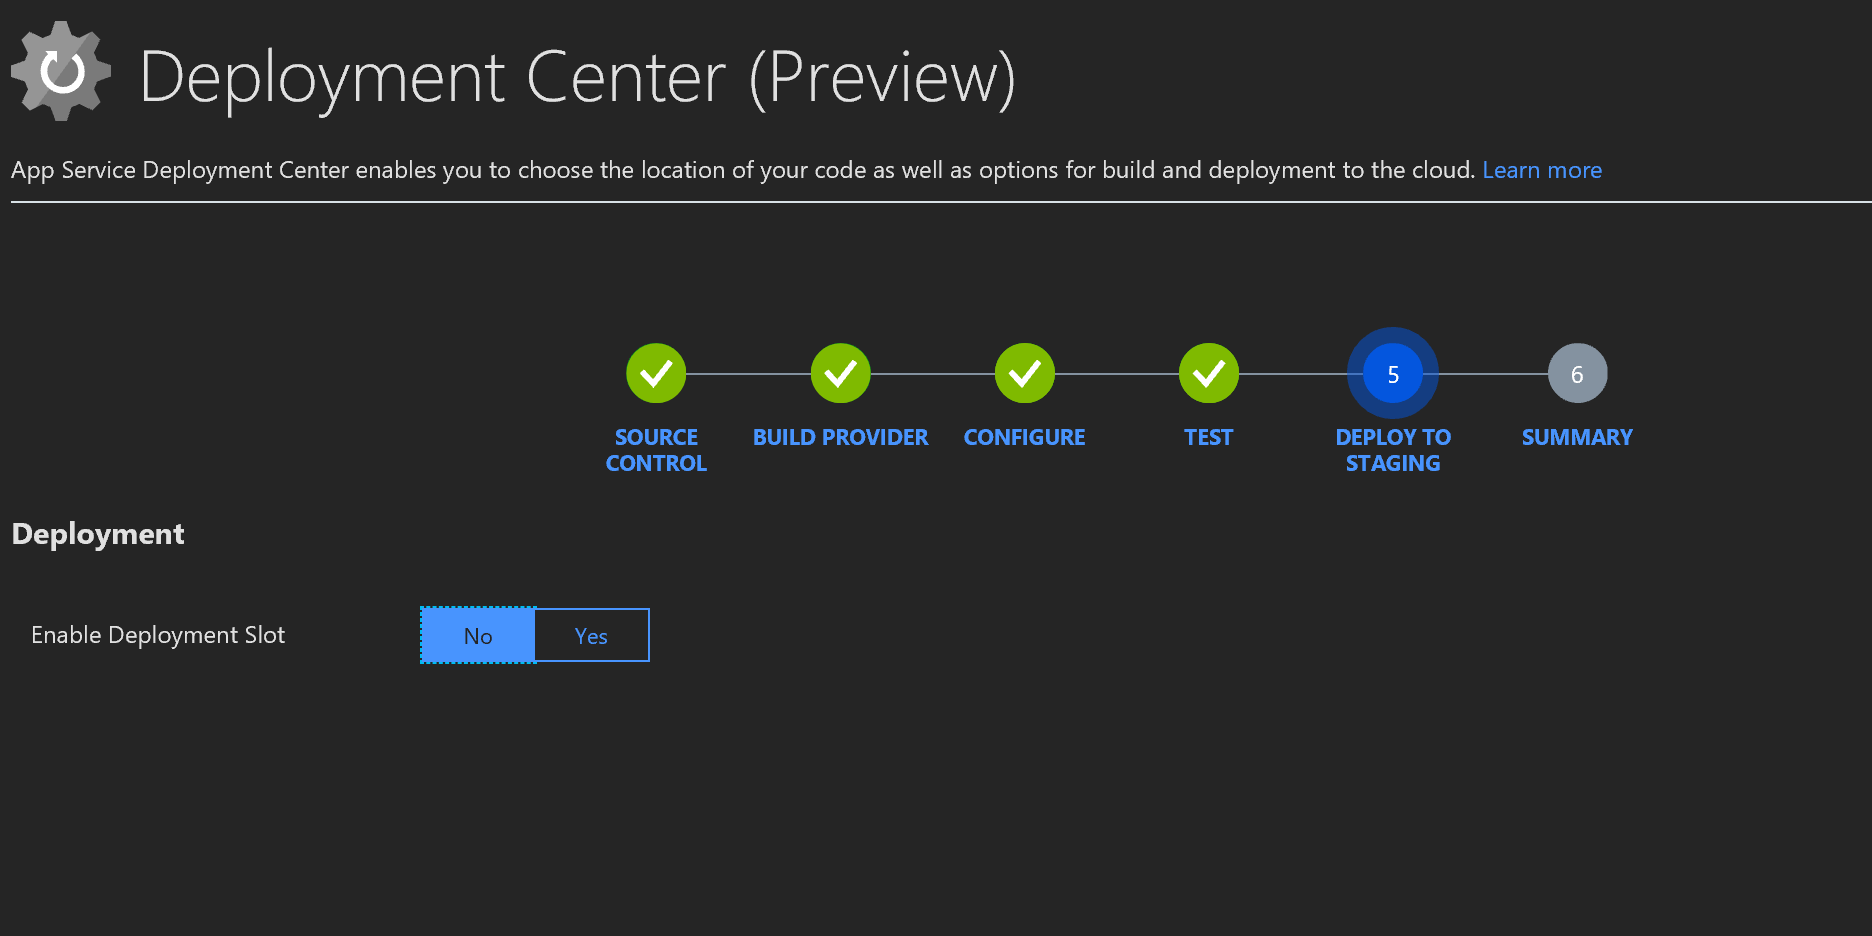 Deployment Center (Preview)
App Service Deployment Center enables you to choose the location of your code as well as options for build and deployment to the cloud. Learn more
5
6
SOURCE
CONTROL
BUILD PROVIDER
CONFIGURE
TEST
DEPLOY TO
STAGING
SUMMARY
Deployment
Enable Deployment Slot
No
Yes